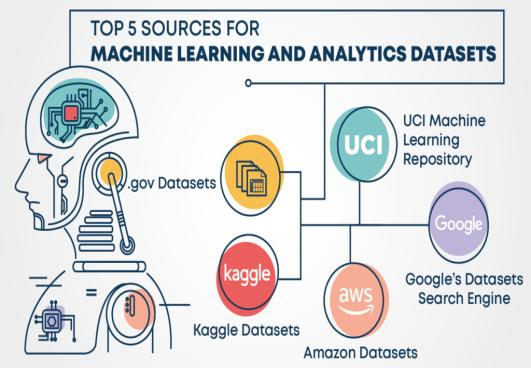 TOP 5 SOURCES FOR
MACHINE LEARNING AND ANALYTICS DATASETS
UCI
UCI Machine
Learning
Repository
.gov Datasets
Google
Google's Datasets
Search Engine
kaggle
Kaggle Datasets
aws
Amazon Datasets